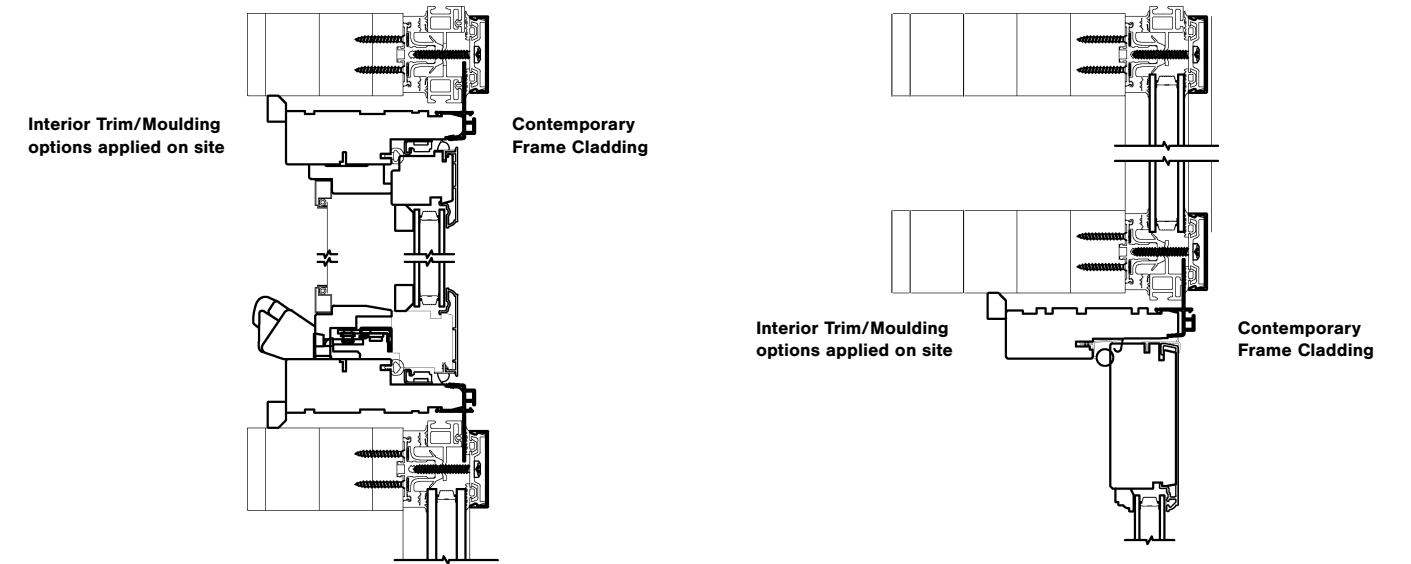 Interior Trim/Moulding
options applied on site
Contemporary
Frame Cladding
Interior Trim/Moulding
options applied on site
Contemporary
Frame Cladding